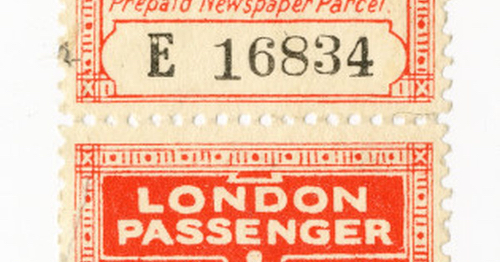 Prepaid Newspaper Parcel.
E 16834
LONDON
PASSENGER